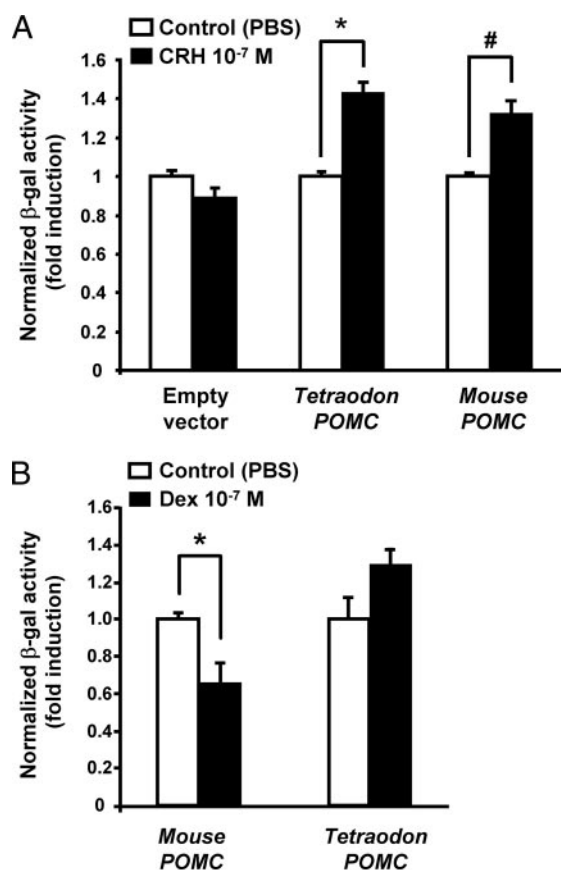 A
Control (PBS)
CRH 10⁻⁷ M
*
#
Normalized β-gal activity
(fold induction)
1.6
1.4
1.2
1
0.8
0.6
0.4
0.2
0
Empty
vector
Tetraodon
POMC
Mouse
POMC
B
Control (PBS)
Dex 10⁻⁷ M
*
Normalized β-gal activity
(fold induction)
1.6
1.4
1.2
1.0
0.8
0.6
0.4
0.2
0
Mouse
POMC
Tetraodon
POMC